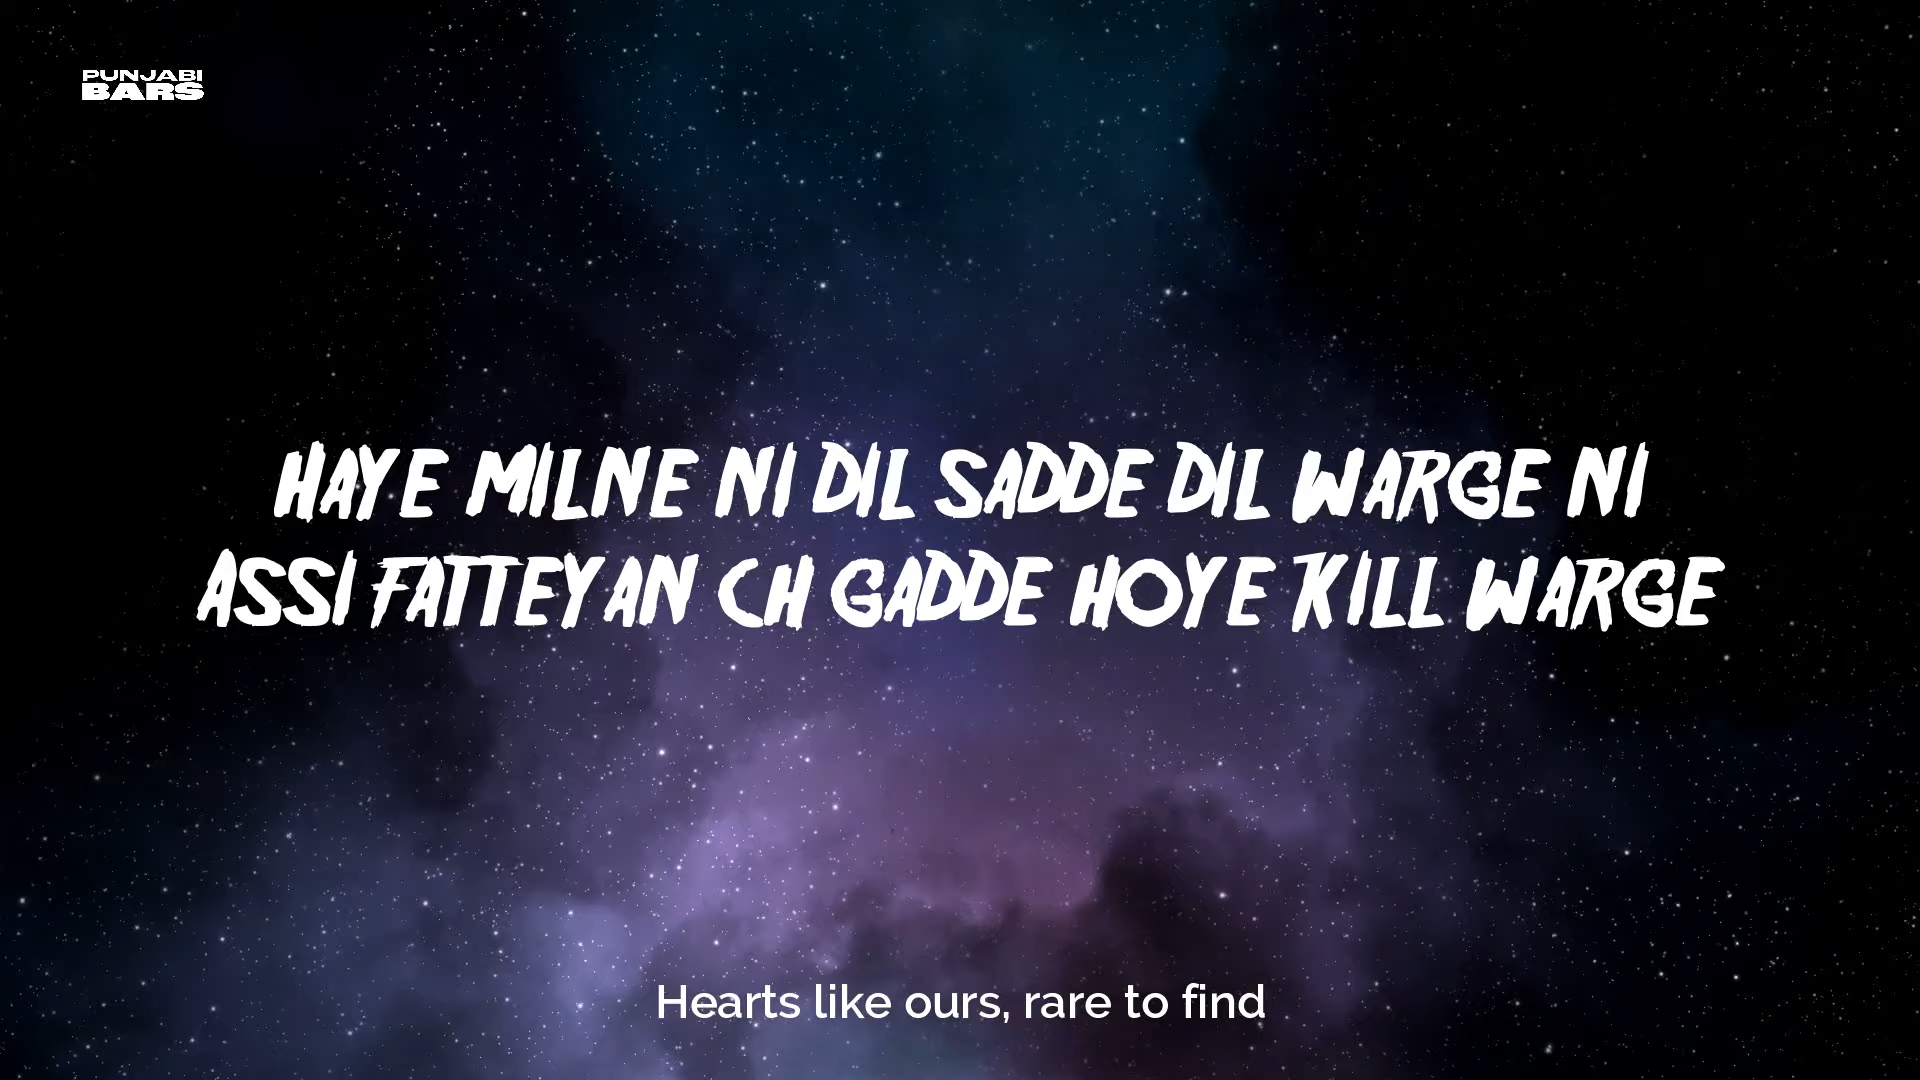 PUNJABI
BARS
HAYE MILNE NI DIL SADDE DIL WARGE NI
ASSI FATTEYAN CH GADDE HOYE KILL WARGE
Hearts like ours, rare to find